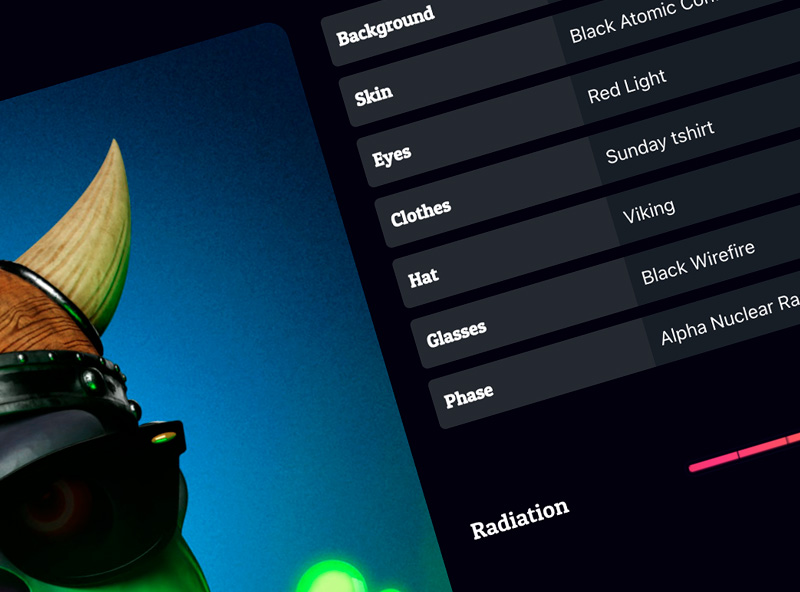 Background
Skin Black Atomic
Eyes Red Light
Clothes Sunday tshirt
Hat Viking
Glasses Black Wirefire
Phase Alpha Nuclear
Radiation